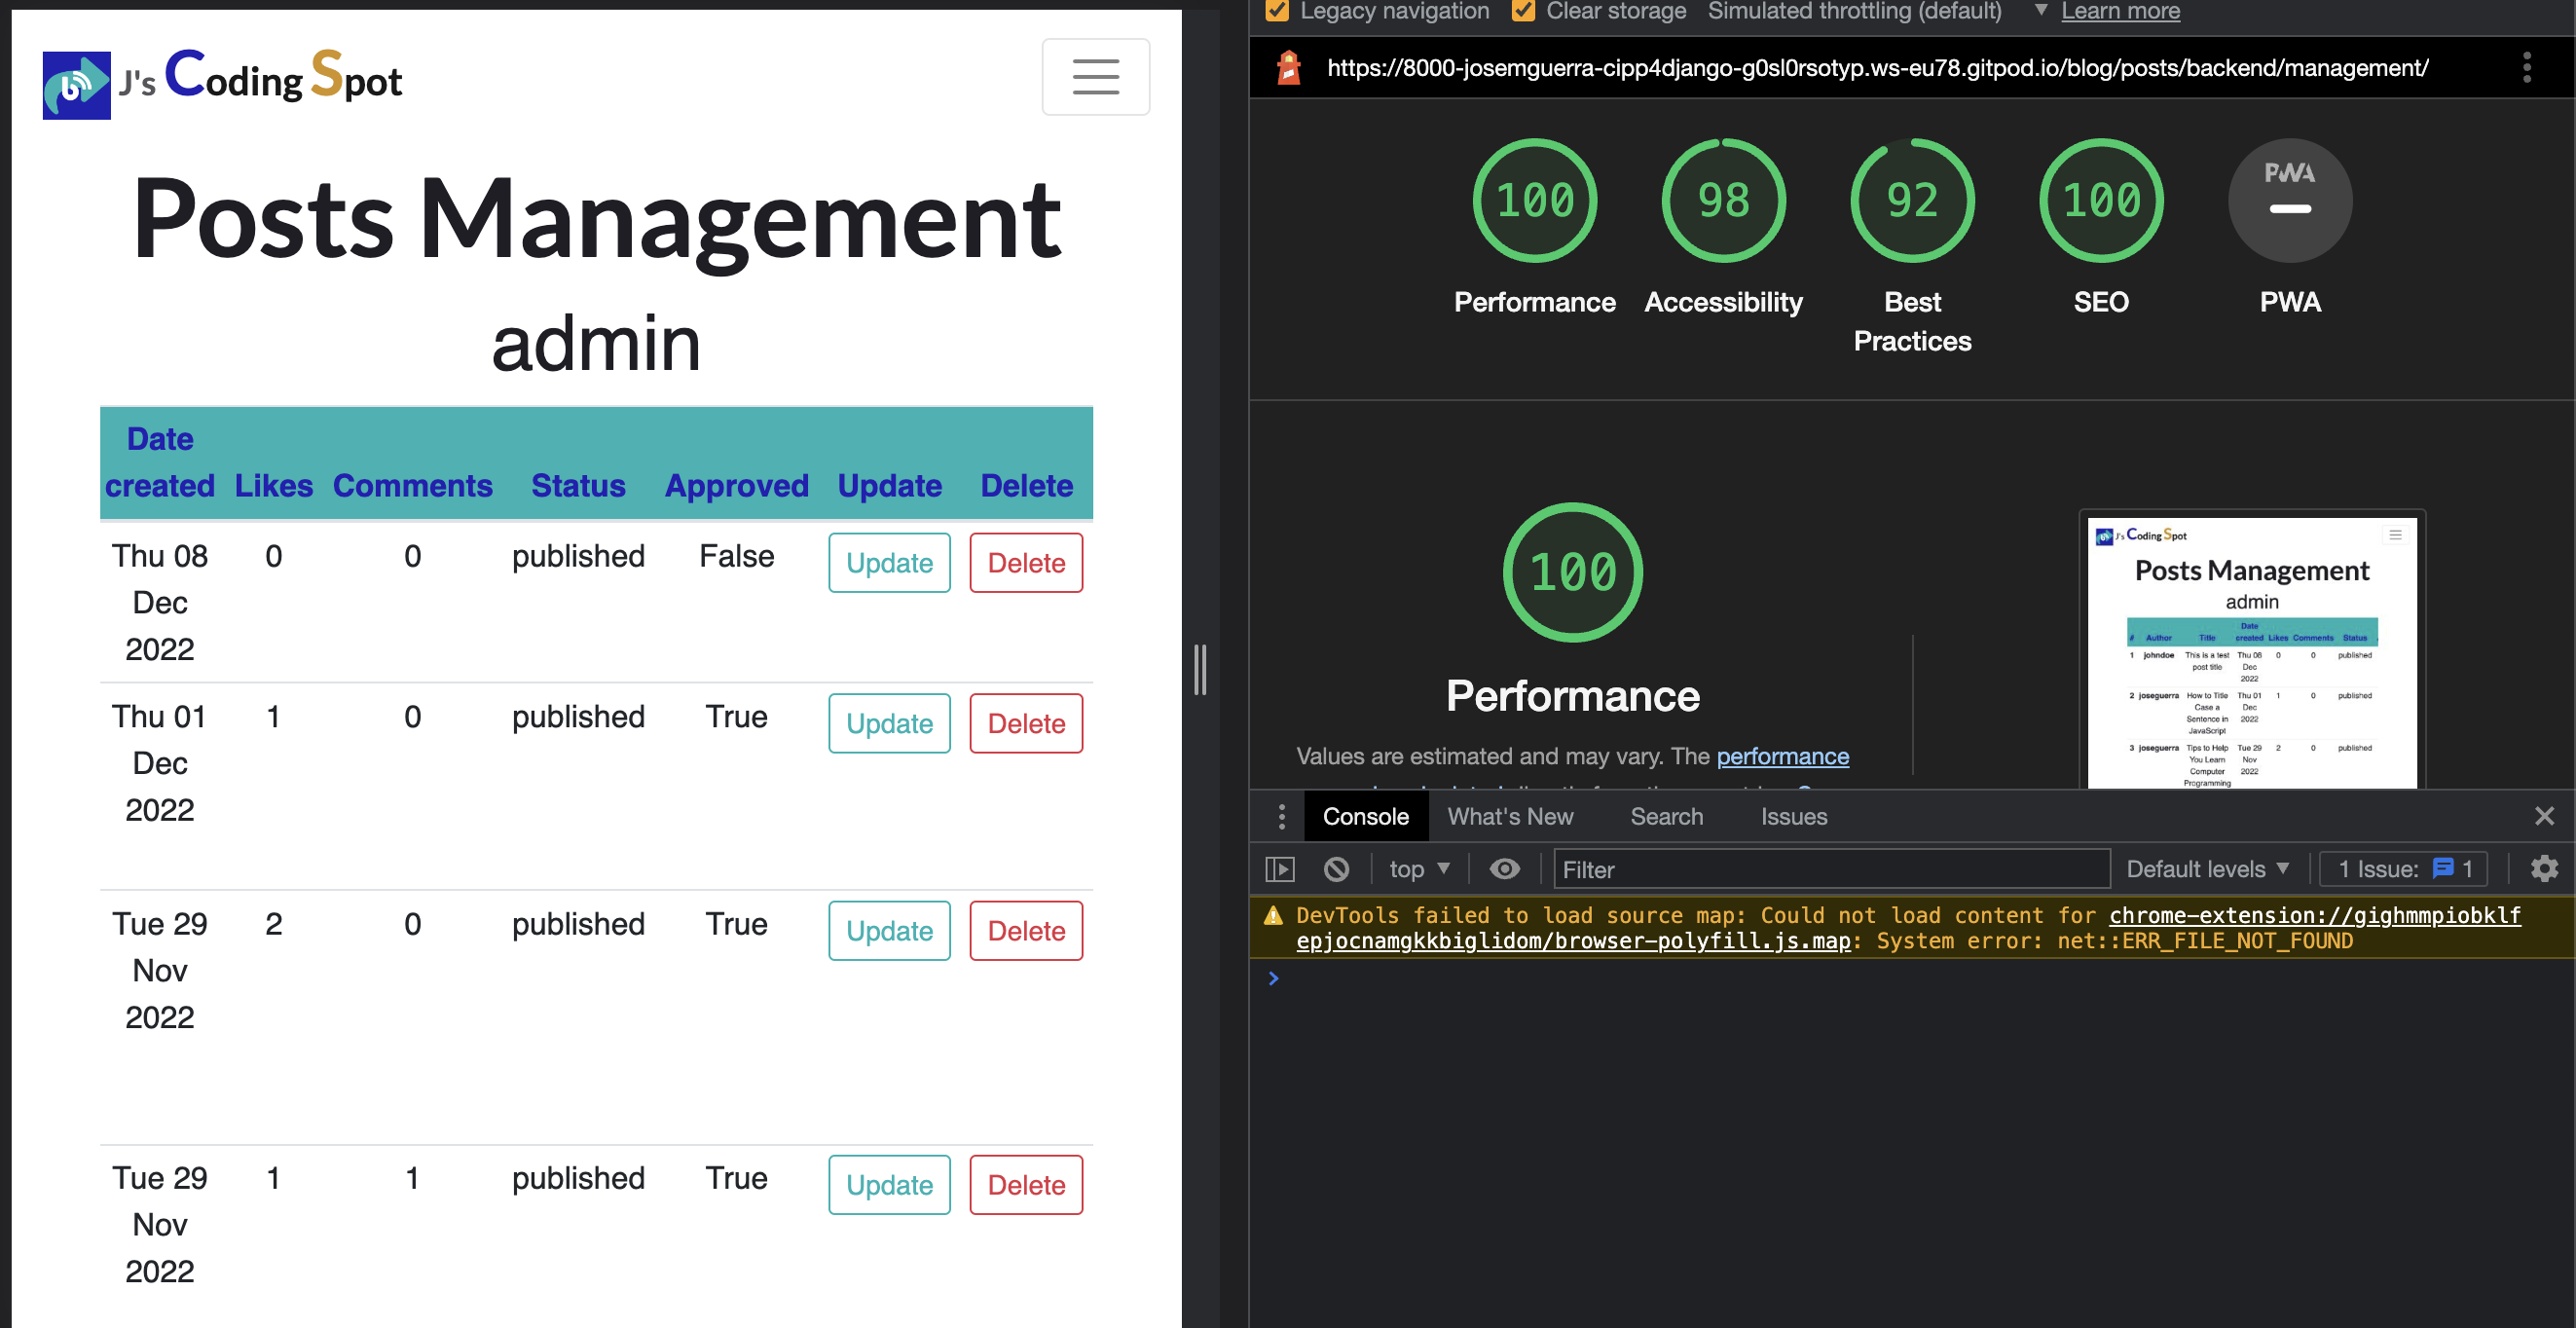 J's Coding Spot
Posts Management
admin
Date created Likes Comments Status Approved Update Delete
Thu 08 Dec 2022 0 0 published False Update Delete
Thu 01 Dec 2022 1 0 published True Update Delete
Tue 29 Nov 2022 2 0 published True Update Delete
Tue 29 Nov 2022 1 1 published True Update Delete
Legacy navigation Clear storage Simulated throttling (default) ▼ Learn more
https://8000-josemguerra-cipp4django-g0sl0rsotyp.ws-eu78.gitpod.io/blog/posts/backend/management/
100 98 92 100 PWA
Performance Accessibility Best Practices SEO PWA
100
Performance
Values are estimated and may vary. The performance
J's Coding Spot
Posts Management
admin
# Author Title Date created Likes Comments Status
1 johndoe This is a test post title Thu 08 Dec 2022 0 0 published
2 joseguerra How to Title Case a Sentence in JavaScript Thu 01 Dec 2022 1 0 published
3 joseguerra Tips to Help You Learn Computer Programming Tue 29 Nov 2022 2 0 published
Console What's New Search Issues
top ▼ Filter Default levels ▼ 1 Issue: 1
DevTools failed to load source map: Could not load content for chrome-extension://gighmmpiobklf
epjocnamgkkbiglidom/browser-polyfill.js.map: System error: net::ERR_FILE_NOT_FOUND